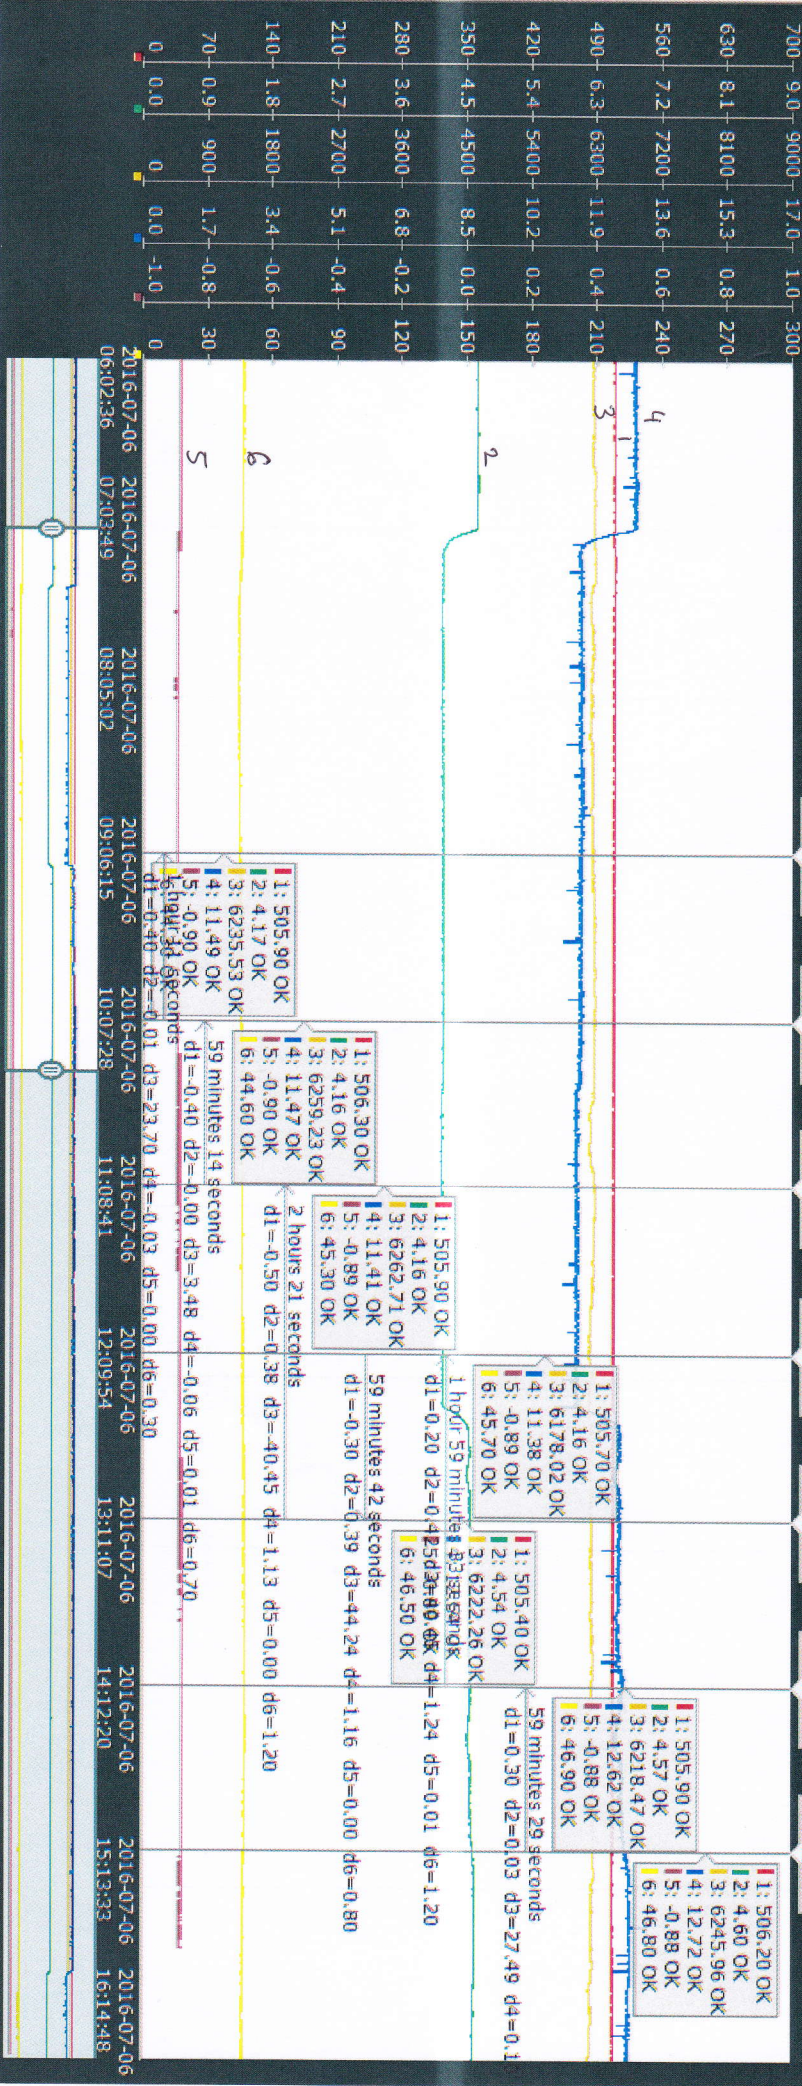 700 9.0 9000 17.0 1.0 300
630 8.1 8100 15.3 0.8 270
560 7.2 7200 13.6 0.6 240
490 6.3 6300 11.9 0.4 210
420 5.4 5400 10.2 0.2 180
350 4.5 4500 8.5 0.0 150
280 3.6 3600 6.8 -0.2 120
210 2.7 2700 5.1 -0.4 90
140 1.8 1800 3.4 -0.6 60
70 0.9 900 1.7 -0.8 30
0 0.0 0 0.0 -1.0 0
4
1
3
2
6
5
1: 505.90 OK
2: 4.17 OK
3: 6235.53 OK
4: 11.49 OK
5: -0.90 OK
1 hour 14 seconds
d1=0.40 d2=-0.01 d3=23.70 d4=-0.03 d5=0.00 d6=0.30
1: 506.30 OK
2: 4.16 OK
3: 6259.23 OK
4: 11.47 OK
5: -0.90 OK
6: 44.60 OK
59 minutes 14 seconds
d1=-0.40 d2=-0.00 d3=3.48 d4=-0.06 d5=0.01 d6=0.70
1: 505.90 OK
2: 4.16 OK
3: 6262.71 OK
4: 11.41 OK
5: -0.89 OK
6: 45.30 OK
2 hours 21 seconds
d1=-0.50 d2=0.38 d3=-40.45 d4=1.13 d5=0.00 d6=1.20
1: 505.70 OK
2: 4.16 OK
3: 6178.02 OK
4: 11.38 OK
5: -0.89 OK
6: 45.70 OK
59 minutes 42 seconds
d1=-0.30 d2=0.39 d3=44.24 d4=1.16 d5=0.00 d6=0.80
1: 505.40 OK
2: 4.54 OK
3: 6222.26 OK
6: 46.50 OK
1 hour 59 minutes seconds
d1=0.20 d4=1.24 d5=0.01 d6=1.20
1: 505.90 OK
2: 4.57 OK
3: 6218.47 OK
4: 12.62 OK
5: -0.88 OK
6: 46.90 OK
59 minutes 29 seconds
d1=0.30 d2=0.03 d3=27.49
1: 506.20 OK
2: 4.60 OK
3: 6245.96 OK
4: 12.72 OK
5: -0.88 OK
6: 46.80 OK
2016-07-06 2016-07-06 2016-07-06 2016-07-06 2016-07-06 2016-07-06 2016-07-06 2016-07-06 2016-07-06 2016-07-06 2016-07-06
06:02:36 07:03:49 08:05:02 09:06:15 10:07:28 11:08:41 12:09:54 13:11:07 14:12:20 15:13:33 16:14:48